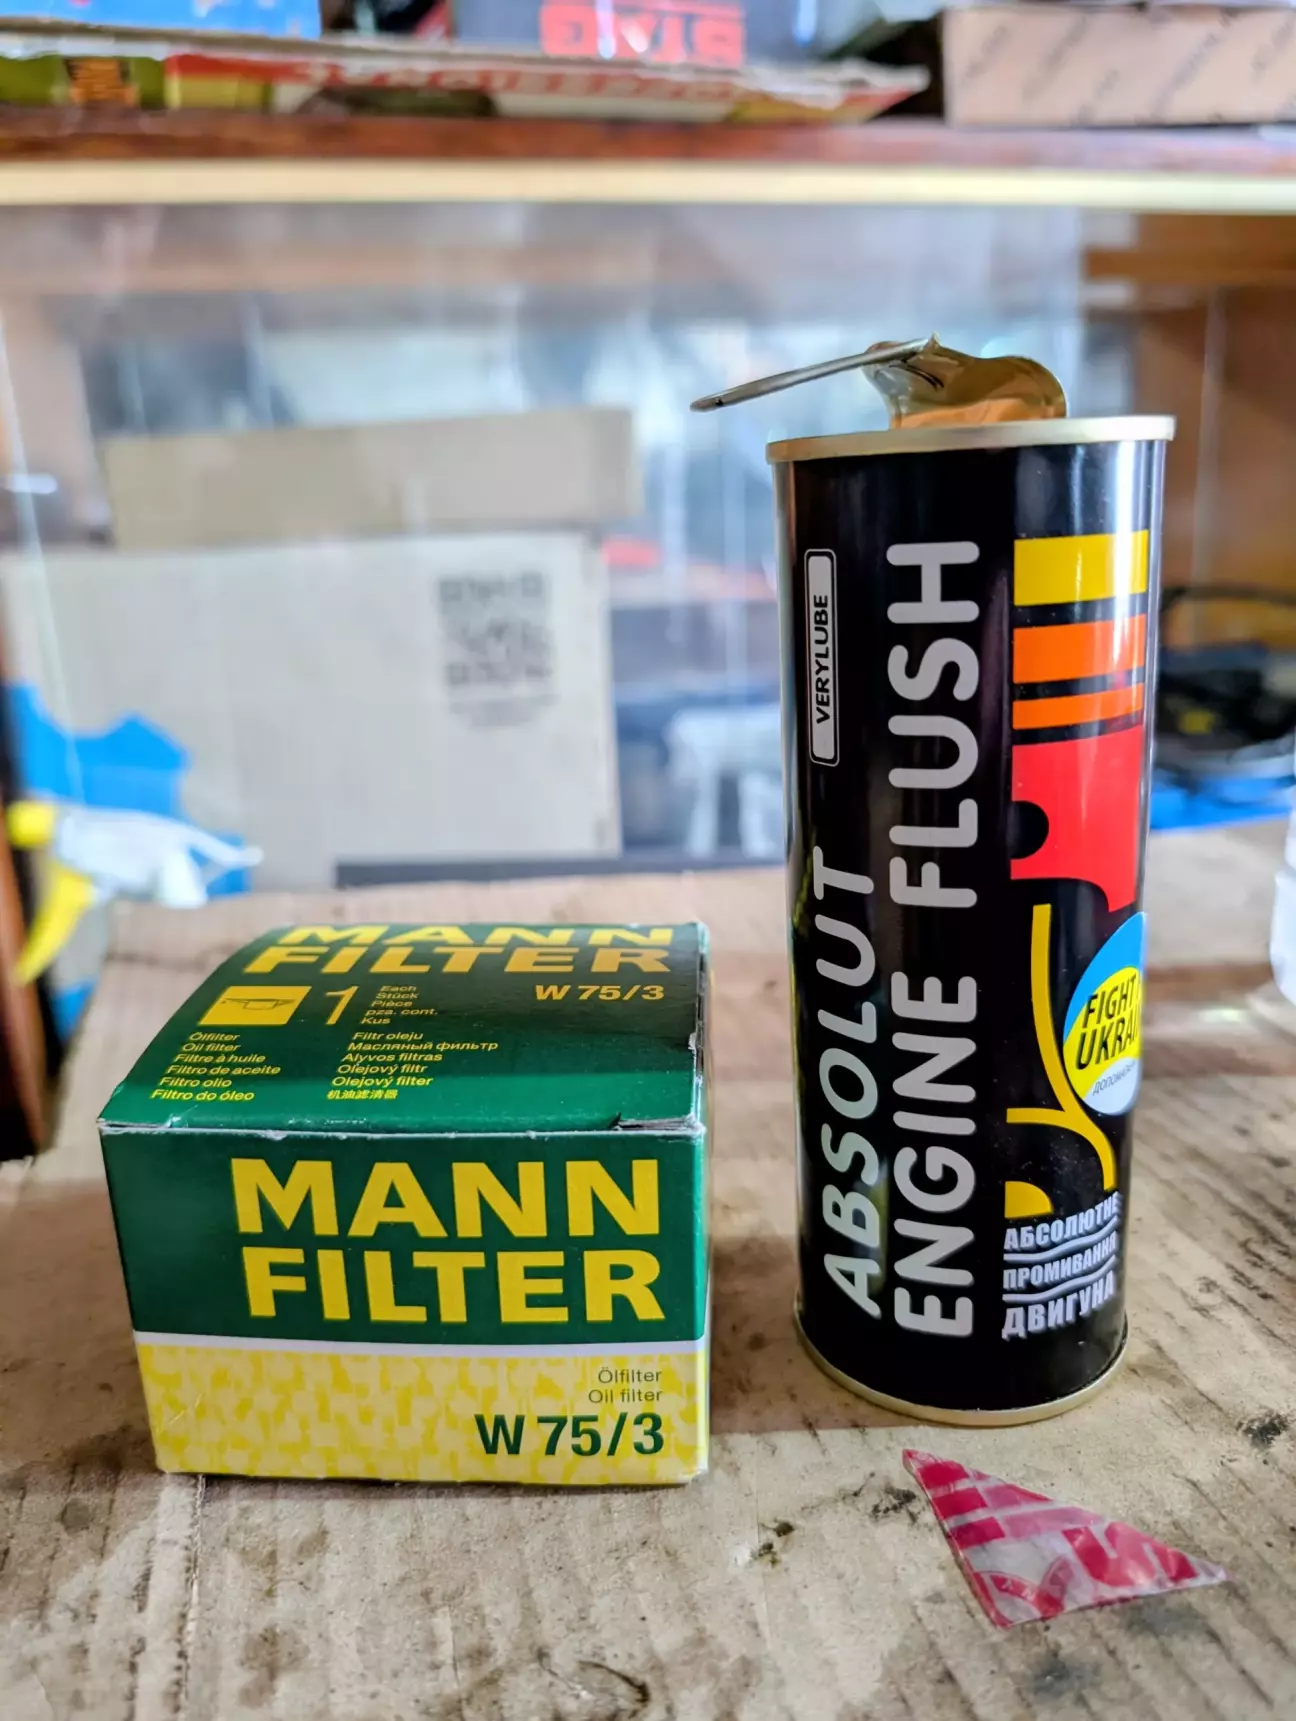 MANN
FILTER
W 75/3
1
Each
Stück
Pièce
pza. cont.
Kus
Ölfilter
Oil filter
Filtre à huile
Filtro de aceite
Filtro olio
Filtro do óleo
Filtr oleju
Масляный фильтр
Alyvos filtras
Olejový filtr
Olejový filter
机油滤清器
MANN
FILTER
Ölfilter
Oil filter
W 75/3
VERYLUBE
ABSOLUT
ENGINE FLUSH
FIGHT
UKRAI
АБСОЛЮТНЕ
ПРОМИВАННЯ
ДВИГУНА